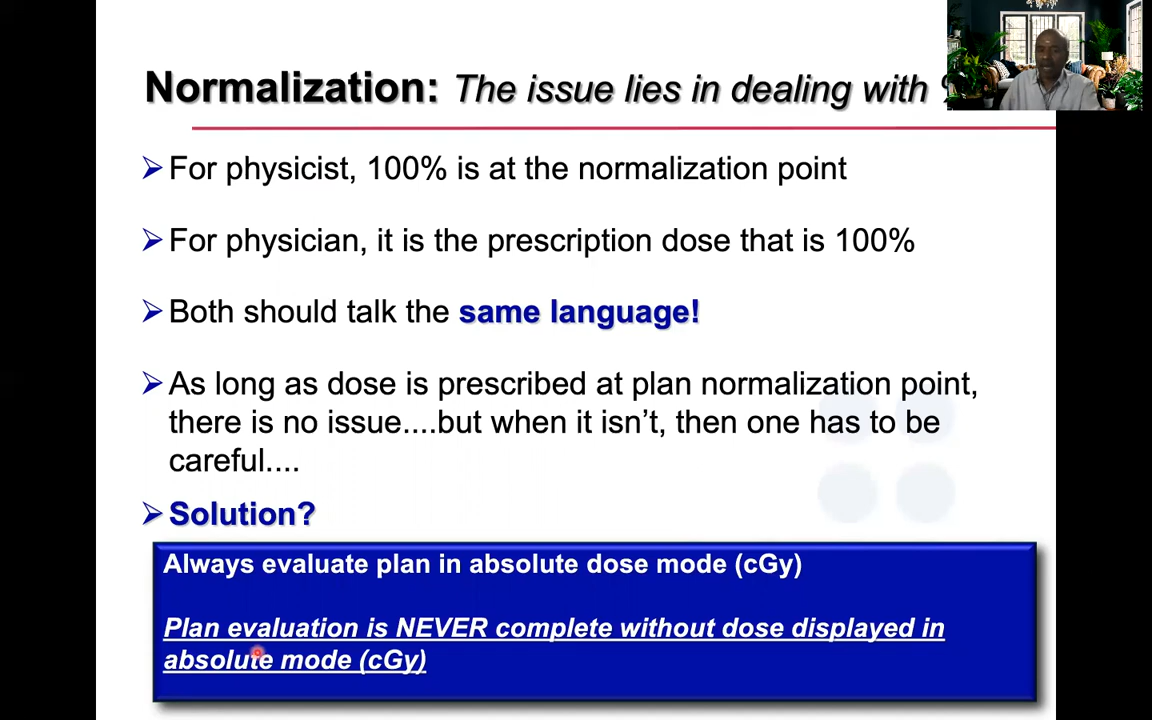 Normalization: The issue lies in dealing with
For physicist, 100% is at the normalization point
For physician, it is the prescription dose that is 100%
Both should talk the same language!
As long as dose is prescribed at plan normalization point,
there is no issue....but when it isn’t, then one has to be
careful....
Solution?
Always evaluate plan in absolute dose mode (cGy)
Plan evaluation is NEVER complete without dose displayed in
absolute mode (cGy)